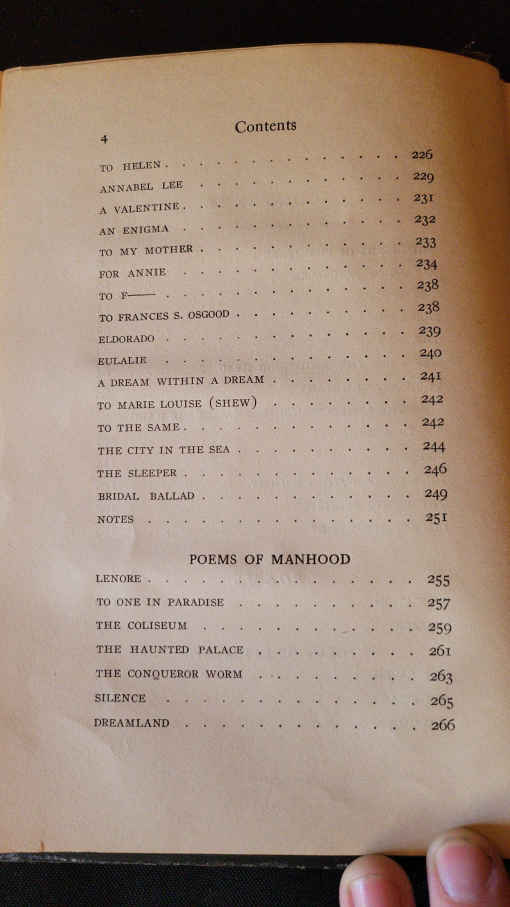 4 Contents
TO HELEN . . . . . . . . . . . . . . 226
ANNABEL LEE . . . . . . . . . . . . 229
A VALENTINE . . . . . . . . . . . . . 231
AN ENIGMA . . . . . . . . . . . . . 232
TO MY MOTHER . . . . . . . . . . . . 233
FOR ANNIE . . . . . . . . . . . . . 234
TO F—— . . . . . . . . . . . . . . 238
TO FRANCES S. OSGOOD . . . . . . . . . . 238
ELDORADO . . . . . . . . . . . . . 239
EULALIE . . . . . . . . . . . . . 240
A DREAM WITHIN A DREAM . . . . . . . . 241
TO MARIE LOUISE (SHEW) . . . . . . . . 242
TO THE SAME . . . . . . . . . . . . . 242
THE CITY IN THE SEA . . . . . . . . . . 244
THE SLEEPER . . . . . . . . . . . . . 246
BRIDAL BALLAD . . . . . . . . . . . . 249
NOTES . . . . . . . . . . . . . . 251
POEMS OF MANHOOD
LENORE . . . . . . . . . . . . . . 255
TO ONE IN PARADISE . . . . . . . . . . 257
THE COLISEUM . . . . . . . . . . . . 259
THE HAUNTED PALACE . . . . . . . . . 261
THE CONQUEROR WORM . . . . . . . . . 263
SILENCE . . . . . . . . . . . . . 265
DREAMLAND . . . . . . . . . . . . . 266